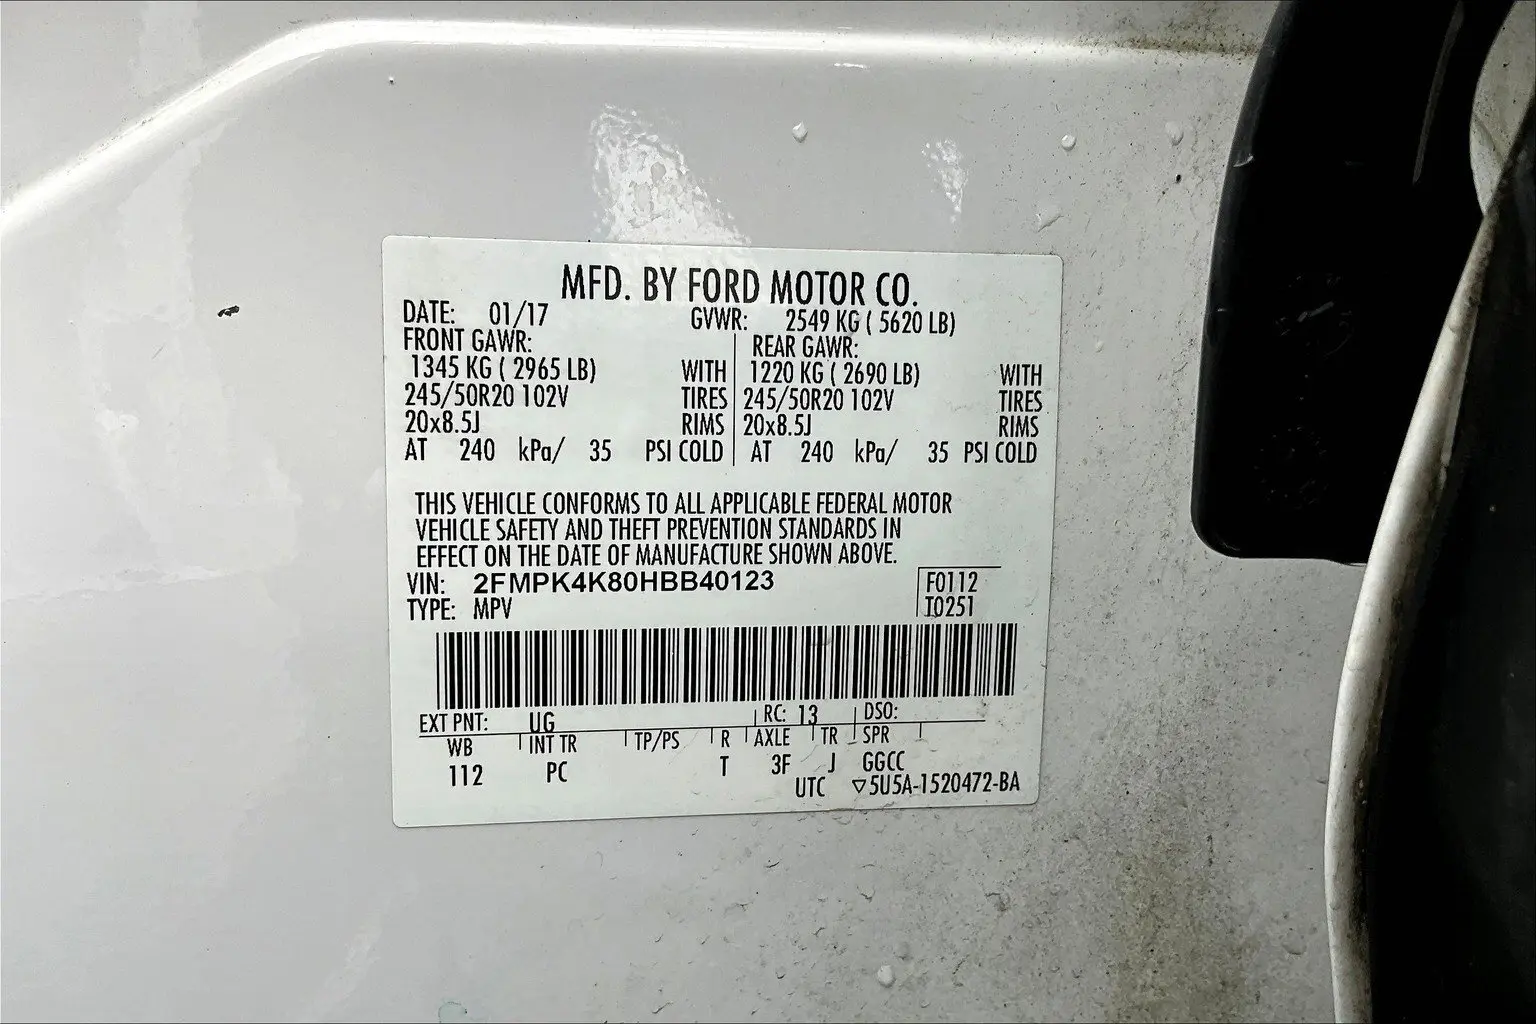 MFD. BY FORD MOTOR CO.
DATE: 01/17 GVWR: 2549 KG ( 5620 LB)
FRONT GAWR: REAR GAWR:
1345 KG ( 2965 LB) WITH 1220 KG ( 2690 LB) WITH
245/50R20 102V TIRES 245/50R20 102V TIRES
20x8.5J RIMS 20x8.5J RIMS
AT 240 kPa/ 35 PSI COLD AT 240 kPa/ 35 PSI COLD
THIS VEHICLE CONFORMS TO ALL APPLICABLE FEDERAL MOTOR
VEHICLE SAFETY AND THEFT PREVENTION STANDARDS IN
EFFECT ON THE DATE OF MANUFACTURE SHOWN ABOVE.
VIN: 2FMPK4K80HBB40123 F0112
TYPE: MPV T0251
EXT PNT: UG RC: 13 DSO:
WB INT TR TP/PS R AXLE TR SPR
112 PC T 3F J GGCC
UTC ▽5U5A-1520472-BA